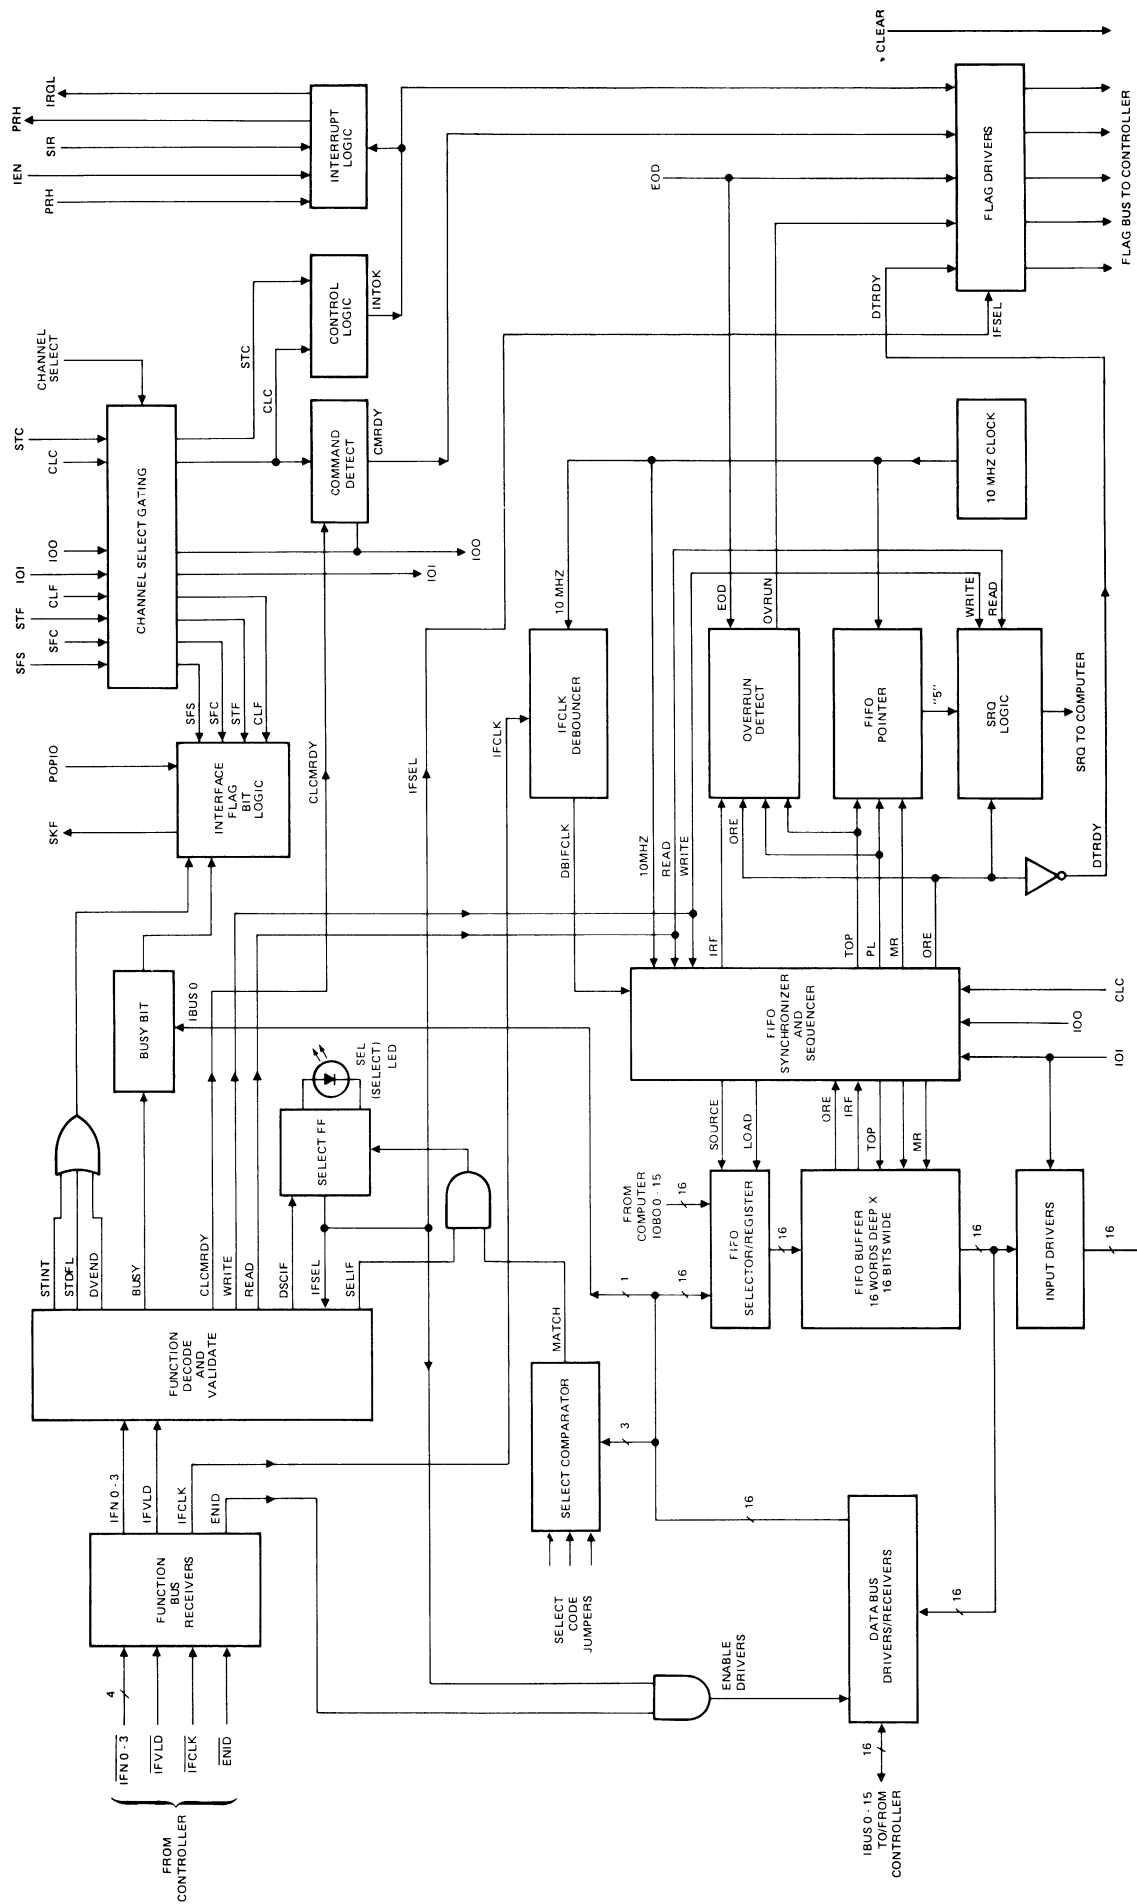 FROM
CONTROLLER
IFN 0 - 3
IFVLD
IFCLK
ENID
4
FUNCTION
BUS
RECEIVERS
IFN 0 - 3
IFVLD
IFCLK
ENID
FUNCTION
DECODE
AND
VALIDATE
STINT
STDFL
DVEND
BUSY
CLCMRDY
WRITE
READ
DSCIF
IFSEL
SELIF
BUSY BIT
IBUS 0
SELECT FF
SEL
(SELECT)
LED
SKF
POPIO
INTERFACE
FLAG
BIT
LOGIC
SFS
SFC
STF
CLF
CLCMRDY
IFSEL
IFCLK
SFS
SFC
STF
CLF
IOI
IOO
CLC
STC
CHANNEL
SELECT
CHANNEL SELECT GATING
IOI
IOO
STC
CLC
COMMAND
DETECT
CMRDY
CONTROL
LOGIC
INTOK
PRH
IEN
SIR
PRH
IRQL
INTERRUPT
LOGIC
SELECT
CODE
JUMPERS
SELECT COMPARATOR
MATCH
3
16
1
16
ENABLE
DRIVERS
IBUS 0 - 15
TO/FROM
CONTROLLER
16
DATA BUS
DRIVERS/RECEIVERS
16
FROM
COMPUTER
IOBO 0 - 15
16
FIFO
SELECTOR/REGISTER
16
FIFO BUFFER
16 WORDS DEEP X
16 BITS WIDE
16
INPUT DRIVERS
16
SOURCE
LOAD
ORE
IRF
TOP
MR
FIFO
SYNCHRONIZER
AND
SEQUENCER
IOI
IOO
CLC
DBIFCLK
10MHZ
READ
WRITE
IRF
ORE
TOP
PL
MR
ORE
IFCLK
DEBOUNCER
10 MHZ
OVERRUN
DETECT
EOD
OVRUN
FIFO
POINTER
"5"
SRQ
LOGIC
WRITE
READ
SRQ TO COMPUTER
DTRDY
10 MHZ CLOCK
DTRDY
IFSEL
EOD
FLAG DRIVERS
FLAG BUS TO CONTROLLER
CLEAR